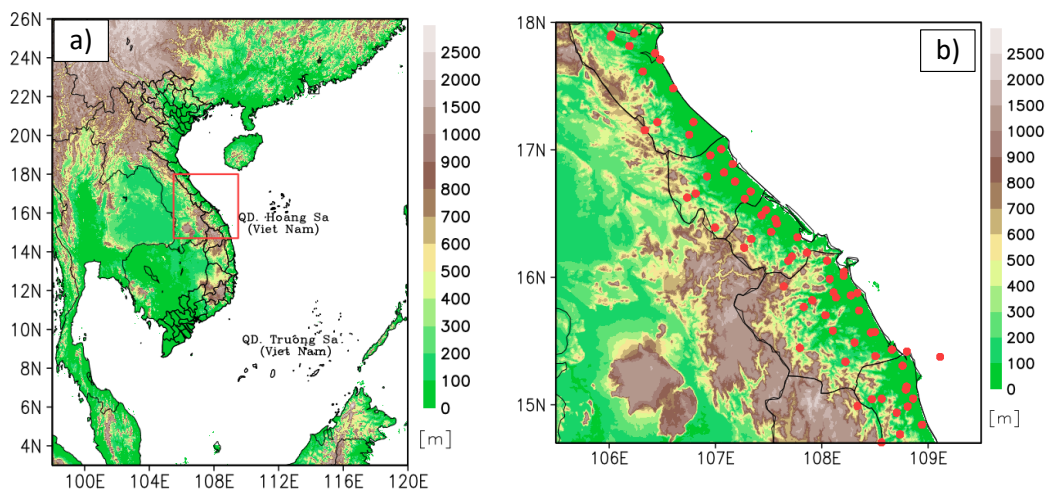 a)
26N
24N
22N
20N
18N
16N
14N
12N
10N
8N
6N
4N
100E
104E
108E
112E
116E
120E
QD. Hoàng Sa
(Viet Nam)
QD. Truòng Sa
(Viet Nam)
2500
2000
1500
1000
900
800
700
600
500
400
300
200
100
0
[m]
b)
18N
17N
16N
15N
106E
107E
108E
109E
2500
2000
1500
1000
900
800
700
600
500
400
300
200
100
0
[m]